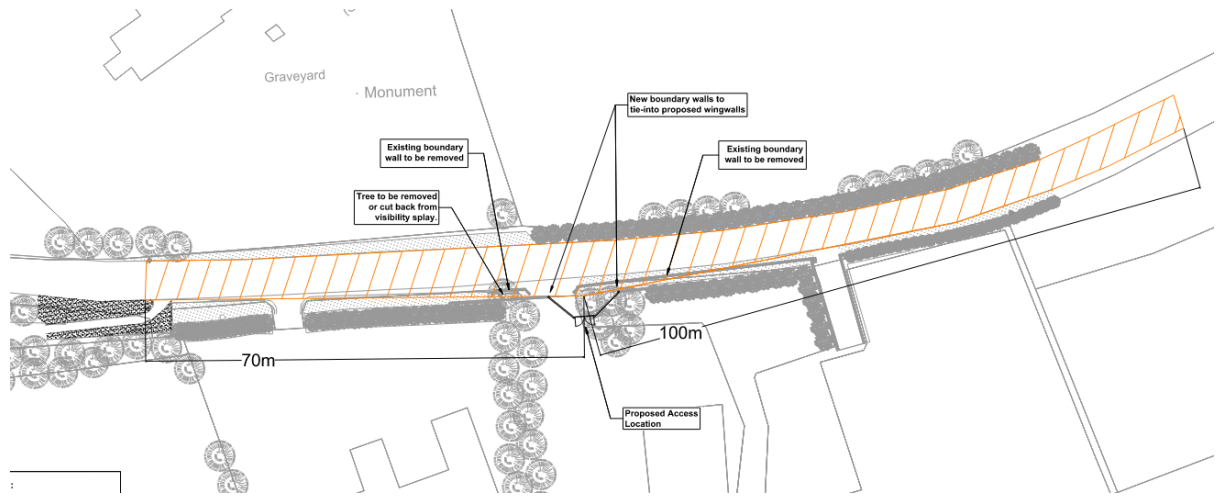 Graveyard
Monument
New boundary walls to
tie-into proposed wingwalls
Existing boundary
wall to be removed
Existing boundary
wall to be removed
Tree to be removed
or cut back from
visibility splay.
100m
70m
Proposed Access
Location
: